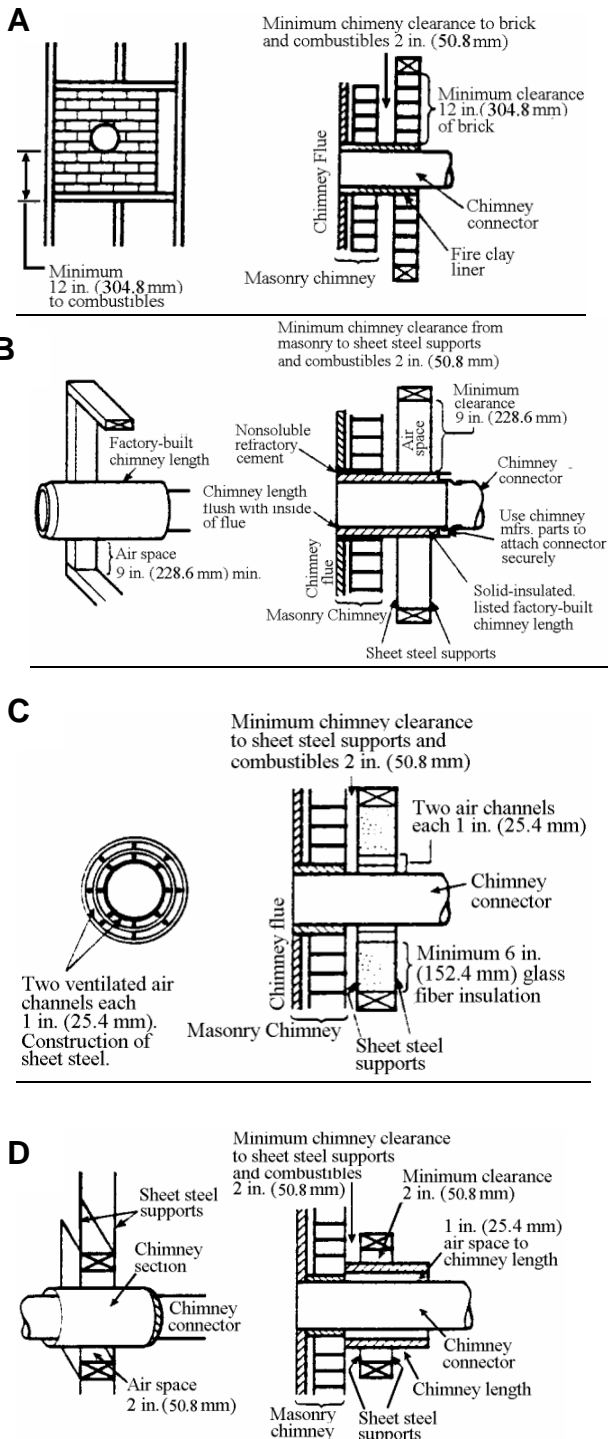 A
Minimum chimeny clearance to brick
and combustibles 2 in. (50.8 mm)
Minimum clearance
12 in.(304.8 mm)
of brick
Chimney Flue
Chimney
connector
Fire clay
liner
Masonry chimney
Minimum
12 in. (304.8 mm)
to combustibles
B
Minimum chimney clearance from
masonry to sheet steel supports
and combustibles 2 in. (50.8 mm)
Minimum
clearance
9 in. (228.6 mm)
Factory-built
chimney length
Nonsoluble
refractory
cement
Air
space
Chimney
connector
Chimney length
flush with inside
of flue
Use chimney
mfrs. parts to
attach connector
securely
Air space
9 in. (228.6 mm) min.
Chimney
flue
Solid-insulated.
listed factory-built
chimney length
Masonry Chimney
Sheet steel supports
C
Minimum chimney clearance
to sheet steel supports and
combustibles 2 in. (50.8 mm)
Two air channels
each 1 in. (25.4 mm)
Chimney
connector
Chimney flue
Two ventilated air
channels each
1 in. (25.4 mm).
Construction of
sheet steel.
Minimum 6 in.
(152.4 mm) glass
fiber insulation
Masonry Chimney
Sheet steel
supports
D
Minimum chimney clearance
to sheet steel supports
and combustibles
2 in. (50.8 mm)
Minimum clearance
2 in. (50.8 mm)
Sheet steel
supports
1 in. (25.4 mm)
air space to
chimney length
Chimney
section
Chimney
connector
Chimney
connector
Air space
2 in. (50.8 mm)
Chimney length
Masonry
chimney
Sheet steel
supports